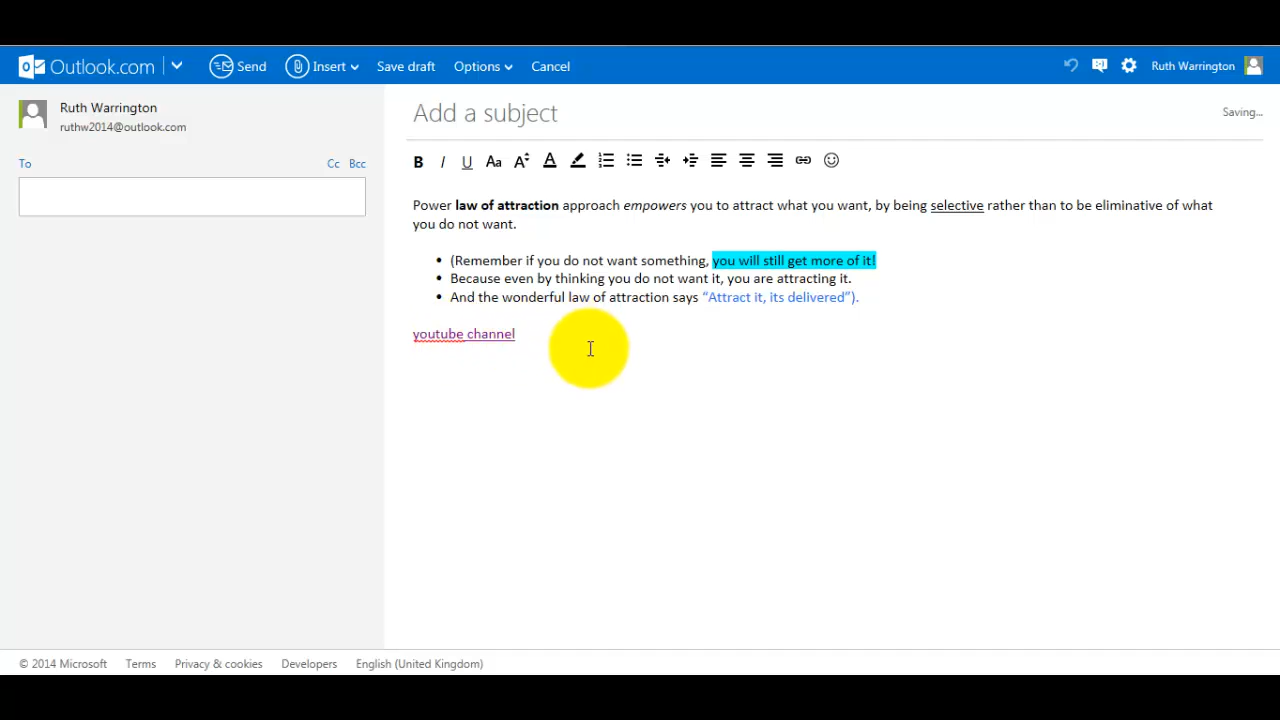 Outlook.com Send Insert Save draft Options Cancel Ruth Warrington
Ruth Warrington
ruthw2014@outlook.com
To Cc Bcc
Add a subject Saving...
B I U Aa A A
Power law of attraction approach empowers you to attract what you want, by being selective rather than to be eliminative of what
you do not want.
• (Remember if you do not want something, you will still get more of it!
• Because even by thinking you do not want it, you are attracting it.
• And the wonderful law of attraction says “Attract it, its delivered”).
youtube channel
© 2014 Microsoft Terms Privacy & cookies Developers English (United Kingdom)